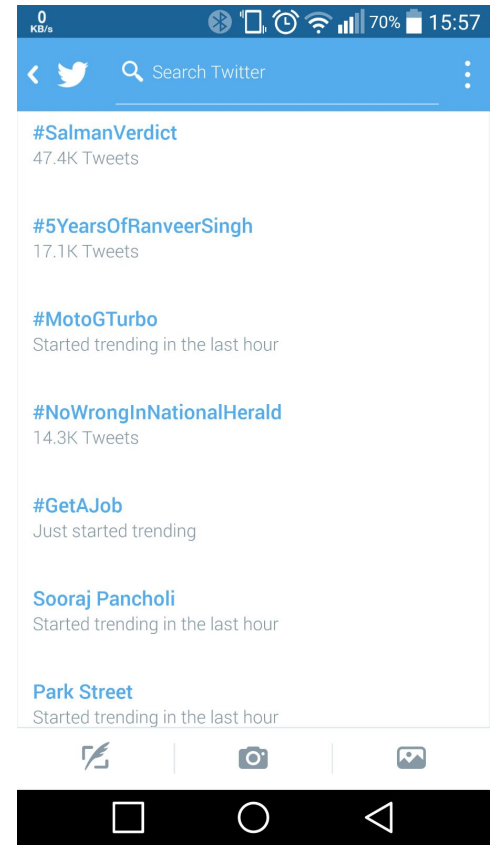 0
KB/s
70% 15:57
Search Twitter
#SalmanVerdict
47.4K Tweets
#5YearsOfRanveerSingh
17.1K Tweets
#MotoGTurbo
Started trending in the last hour
#NoWrongInNationalHerald
14.3K Tweets
#GetAJob
Just started trending
Sooraj Pancholi
Started trending in the last hour
Park Street
Started trending in the last hour